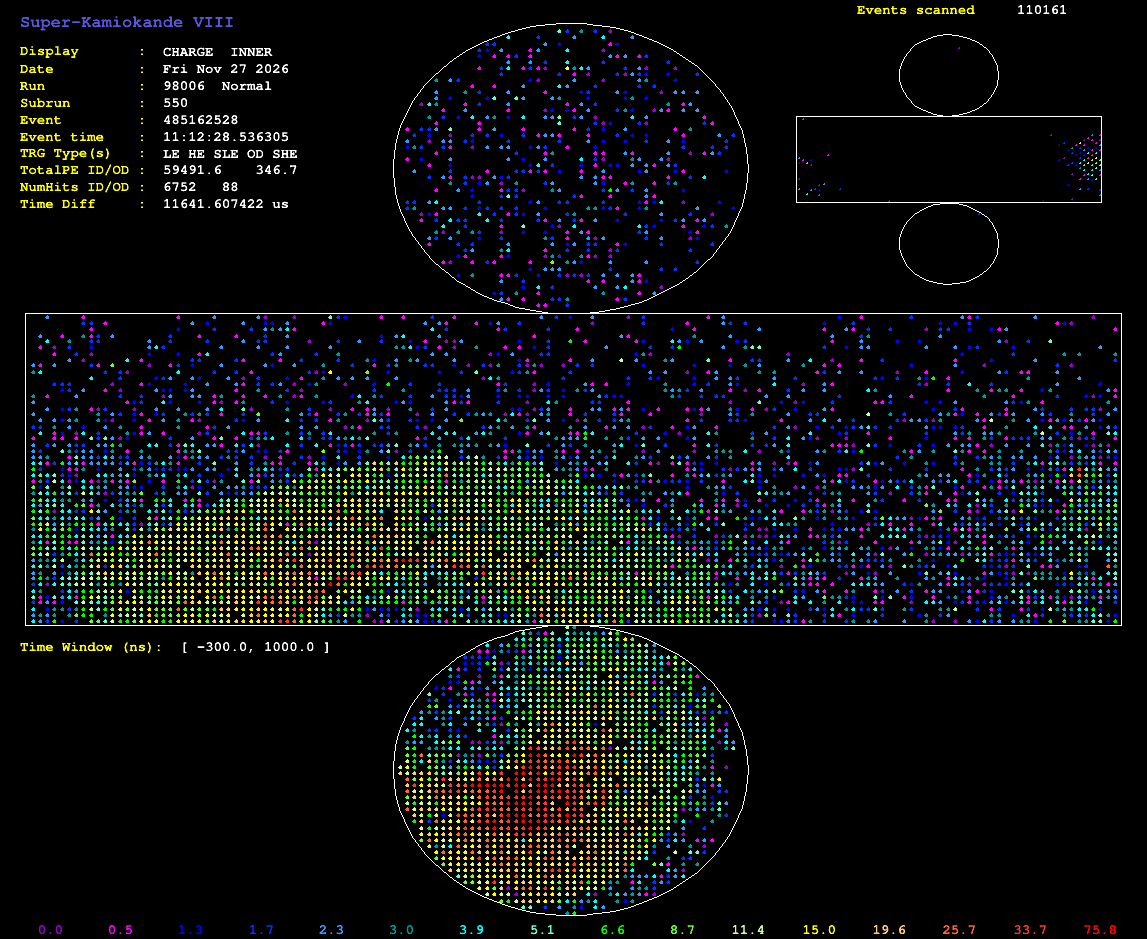 Super-Kamiokande VIII
Events scanned 110161
Display : CHARGE INNER
Date : Fri Nov 27 2026
Run : 98006 Normal
Subrun : 550
Event : 485162528
Event time : 11:12:28.536305
TRG Type(s) : LE HE SLE OD SHE
TotalPE ID/OD : 59491.6 346.7
NumHits ID/OD : 6752 88
Time Diff : 11641.607422 us
Time Window (ns): [ -300.0, 1000.0 ]
0.0 0.5 1.3 1.7 2.3 3.0 3.9 5.1 6.6 8.7 11.4 15.0 19.6 25.7 33.7 75.8